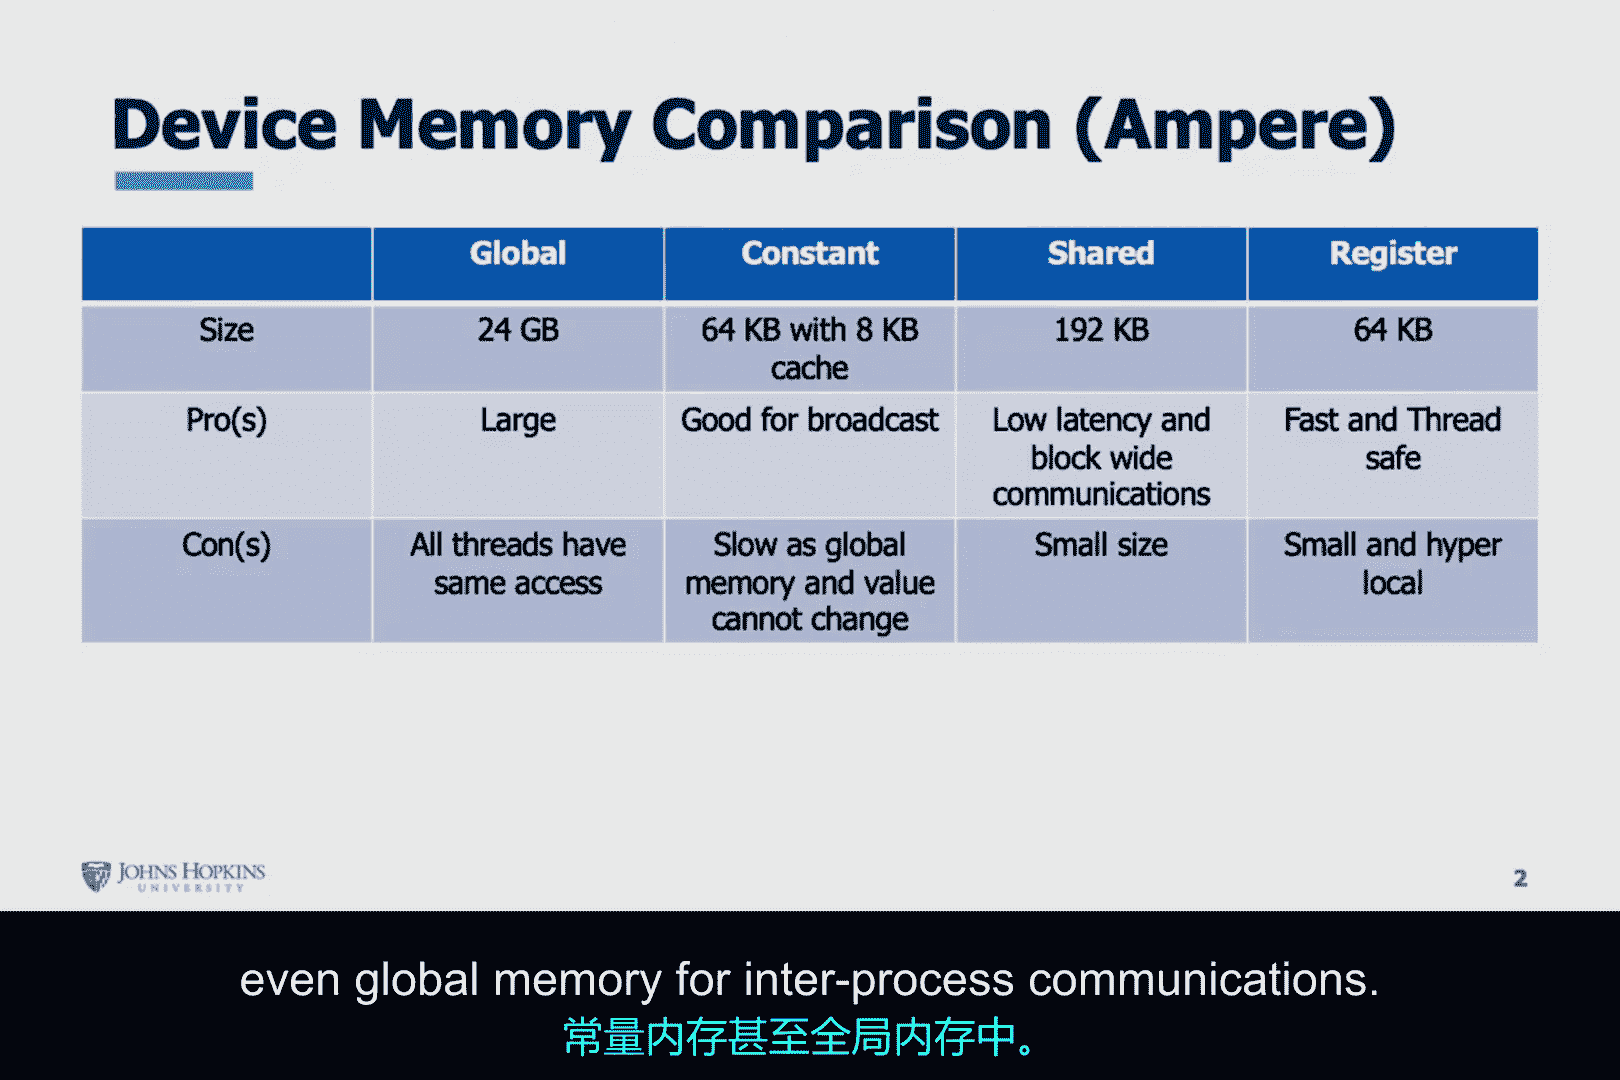 Device Memory Comparison (Ampere)
Global Constant Shared Register
Size 24 GB 64 KB with 8 KB cache 192 KB 64 KB
Pro(s) Large Good for broadcast Low latency and block wide communications Fast and Thread safe
Con(s) All threads have same access Slow as global memory and value cannot change Small size Small and hyper local
JOHNS HOPKINS
UNIVERSITY
2
even global memory for inter-process communications.
常量内存甚至全局内存中。